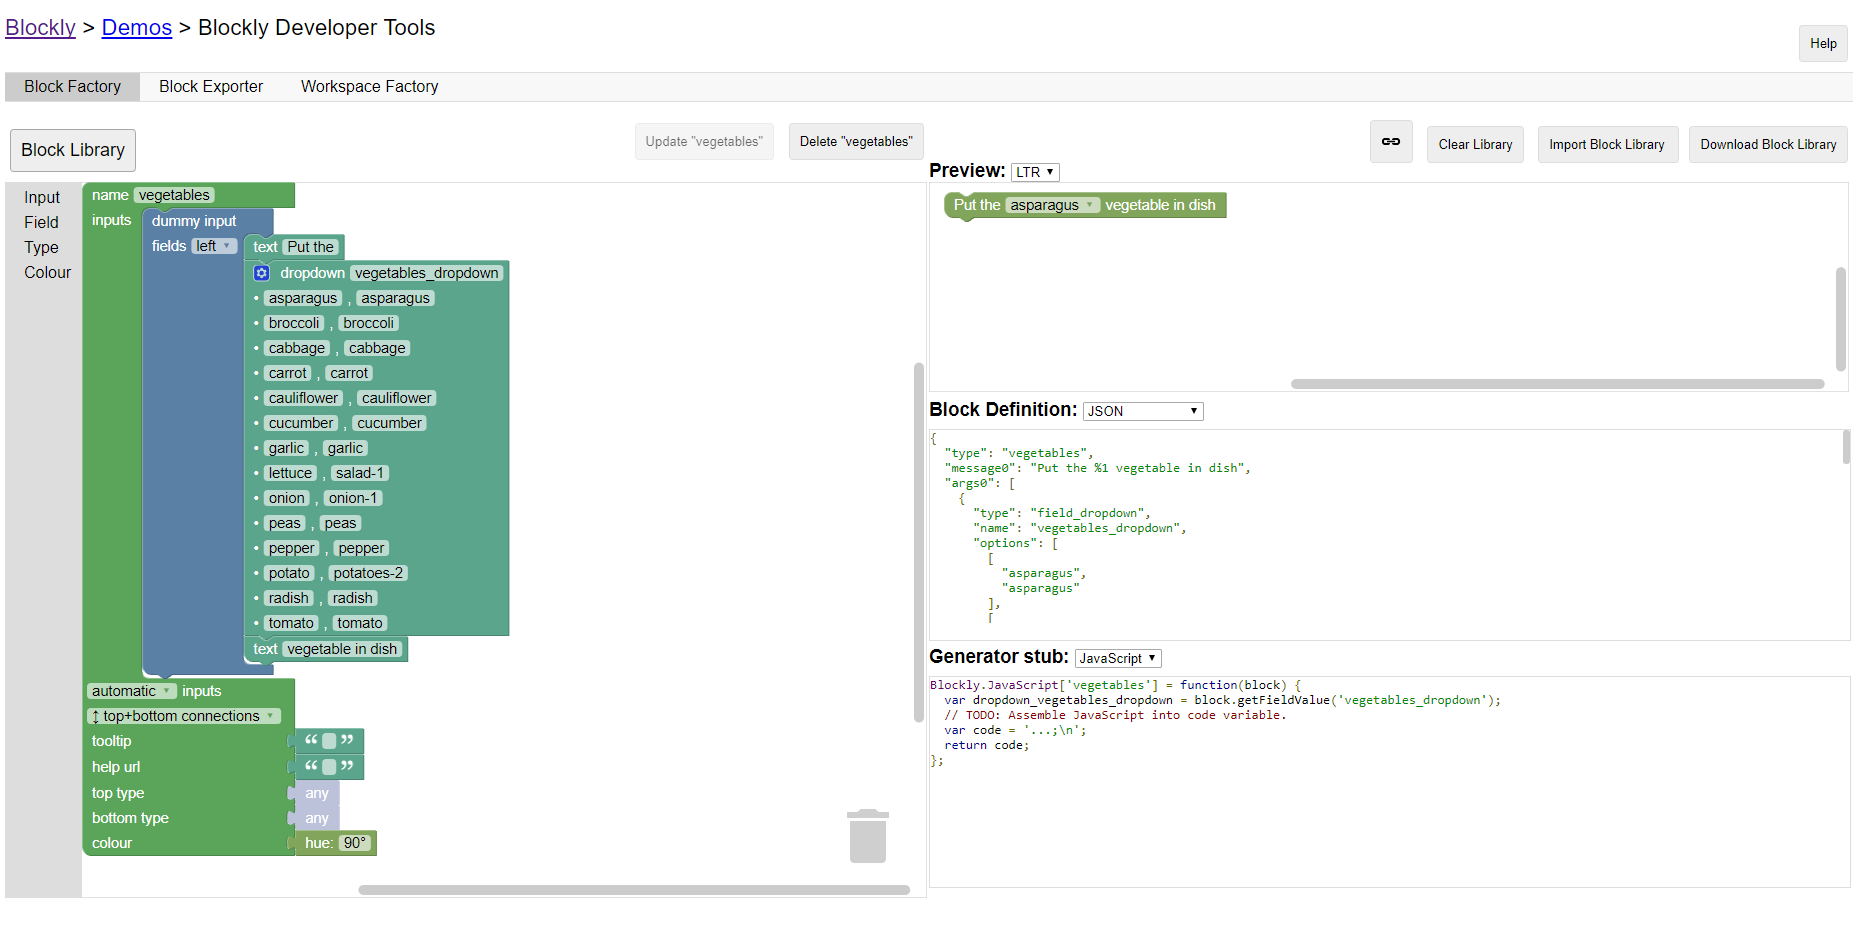 Blockly > Demos > Blockly Developer Tools
Help
Block Factory Block Exporter Workspace Factory
Block Library
Update "vegetables" Delete "vegetables"
Clear Library Import Block Library Download Block Library
Input
Field
Type
Colour
name vegetables
inputs dummy input
fields left ▾ text Put the
dropdown vegetables_dropdown
• asparagus , asparagus
• broccoli , broccoli
• cabbage , cabbage
• carrot , carrot
• cauliflower , cauliflower
• cucumber , cucumber
• garlic , garlic
• lettuce , salad-1
• onion , onion-1
• peas , peas
• pepper , pepper
• potato , potatoes-2
• radish , radish
• tomato , tomato
text vegetable in dish
automatic ▾ inputs
↕ top+bottom connections ▾
tooltip “ ”
help url “ ”
top type any
bottom type any
colour hue: 90°
Preview: LTR ▾
Put the asparagus ▾ vegetable in dish
Block Definition: JSON ▾
{
"type": "vegetables",
"message0": "Put the %1 vegetable in dish",
"args0": [
{
"type": "field_dropdown",
"name": "vegetables_dropdown",
"options": [
[
"asparagus",
"asparagus"
],
[
Generator stub: JavaScript ▾
Blockly.JavaScript['vegetables'] = function(block) {
var dropdown_vegetables_dropdown = block.getFieldValue('vegetables_dropdown');
// TODO: Assemble JavaScript into code variable.
var code = '...;\n';
return code;
};